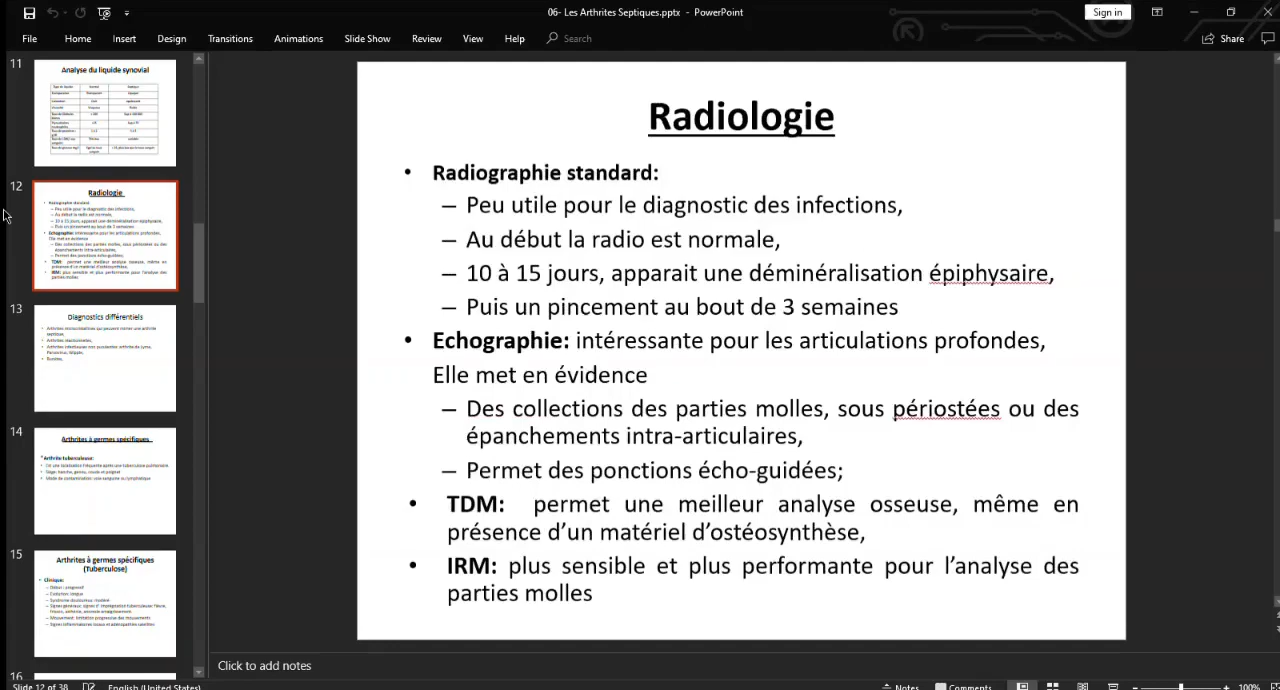 06- Les Arthrites Septiques.pptx - PowerPoint
Sign in
File Home Insert Design Transitions Animations Slide Show Review View Help Search Share
11
Analyse du liquide synovial
12
Radiologie
13
Diagnostics différentiels
14
Arthrites à germes spécifiques
Arthrite tuberculeuse:
15
Arthrites à germes spécifiques
(Tuberculose)
Clinique:
16
Radiologie
• Radiographie standard:
– Peu utile pour le diagnostic des infections,
– Au début la radio est normale,
– 10 à 15 jours, apparait une déminéralisation epiphysaire,
– Puis un pincement au bout de 3 semaines
• Echographie: intéressante pour les articulations profondes,
Elle met en évidence
– Des collections des parties molles, sous périostées ou des
épanchements intra-articulaires,
– Permet des ponctions écho-guidées;
• TDM: permet une meilleur analyse osseuse, même en
présence d’un matériel d’ostéosynthèse,
• IRM: plus sensible et plus performante pour l’analyse des
parties molles
Click to add notes
Slide 12 of 38 English (United States) Notes Comments 100%